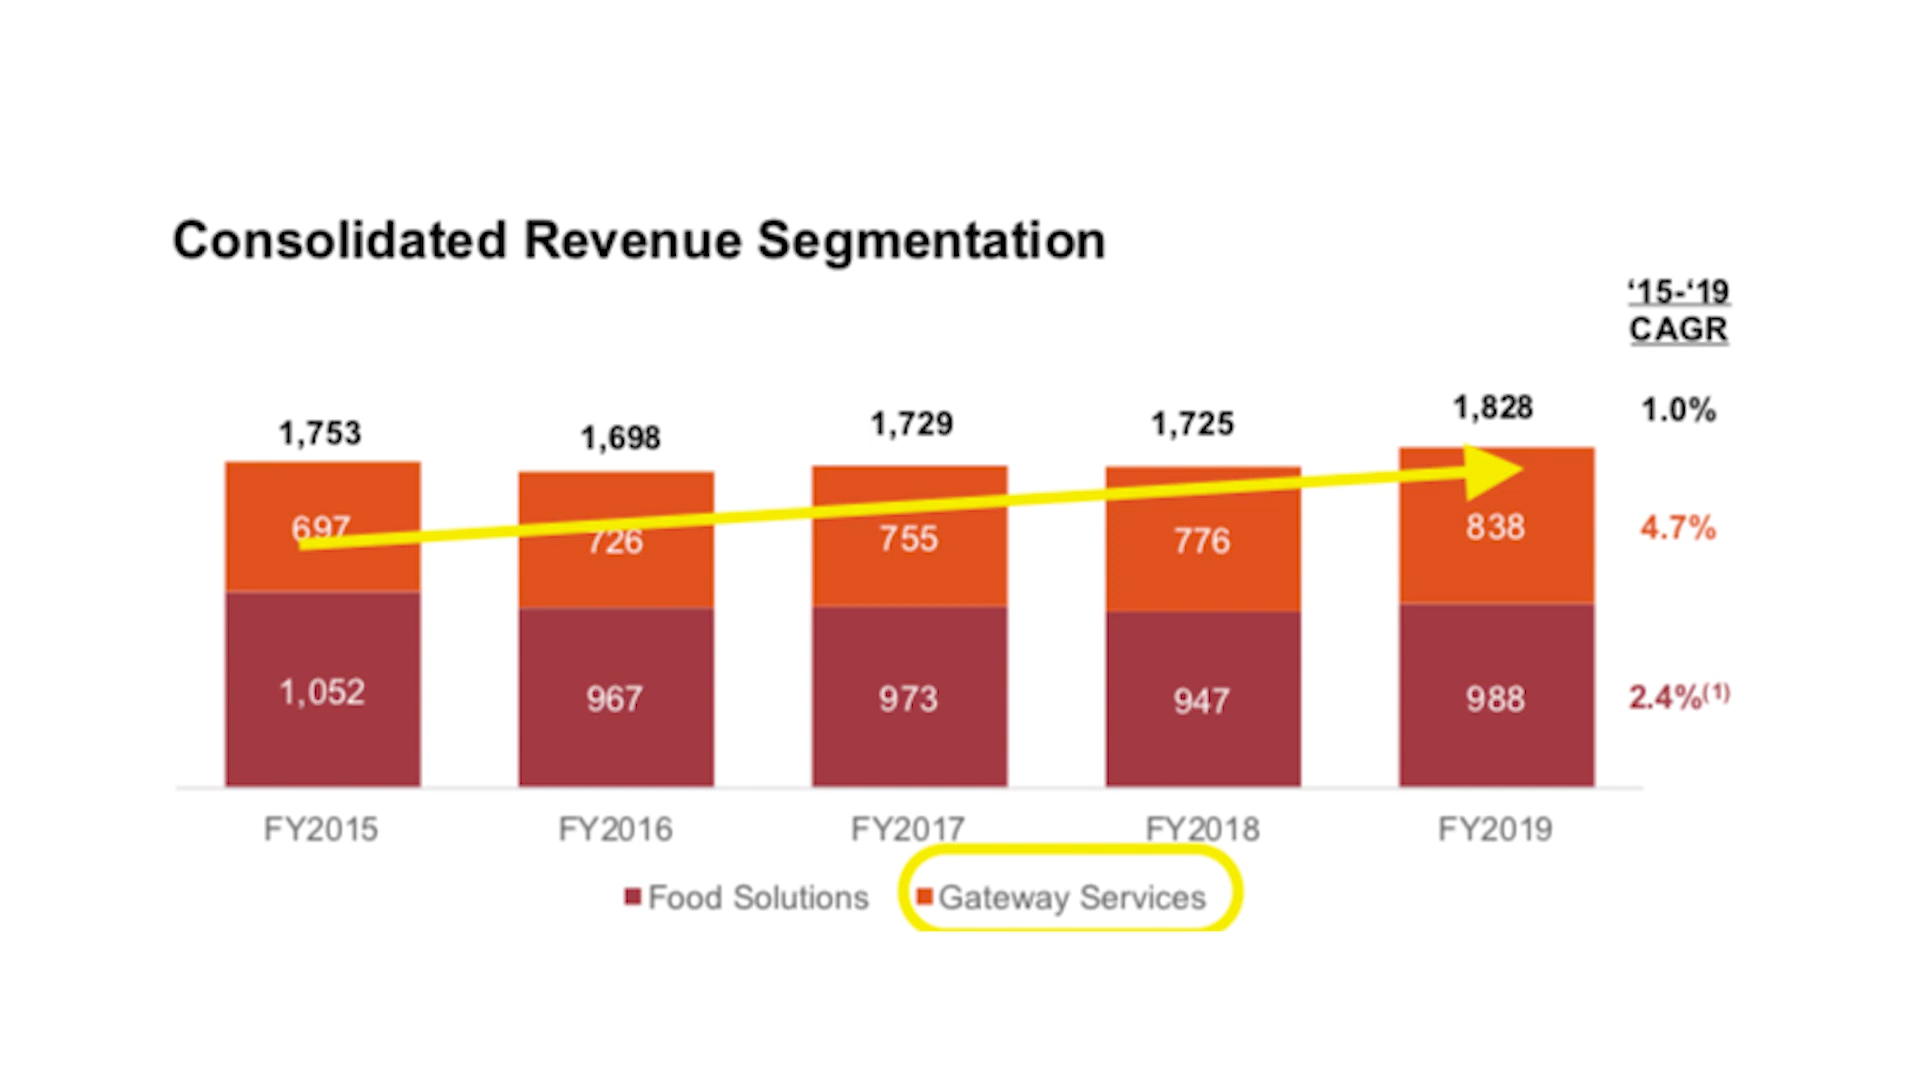 Consolidated Revenue Segmentation
‘15-‘19
CAGR
1,753 1,698 1,729 1,725 1,828 1.0%
697 726 755 776 838 4.7%
1,052 967 973 947 988 2.4%(1)
FY2015 FY2016 FY2017 FY2018 FY2019
Food Solutions Gateway Services